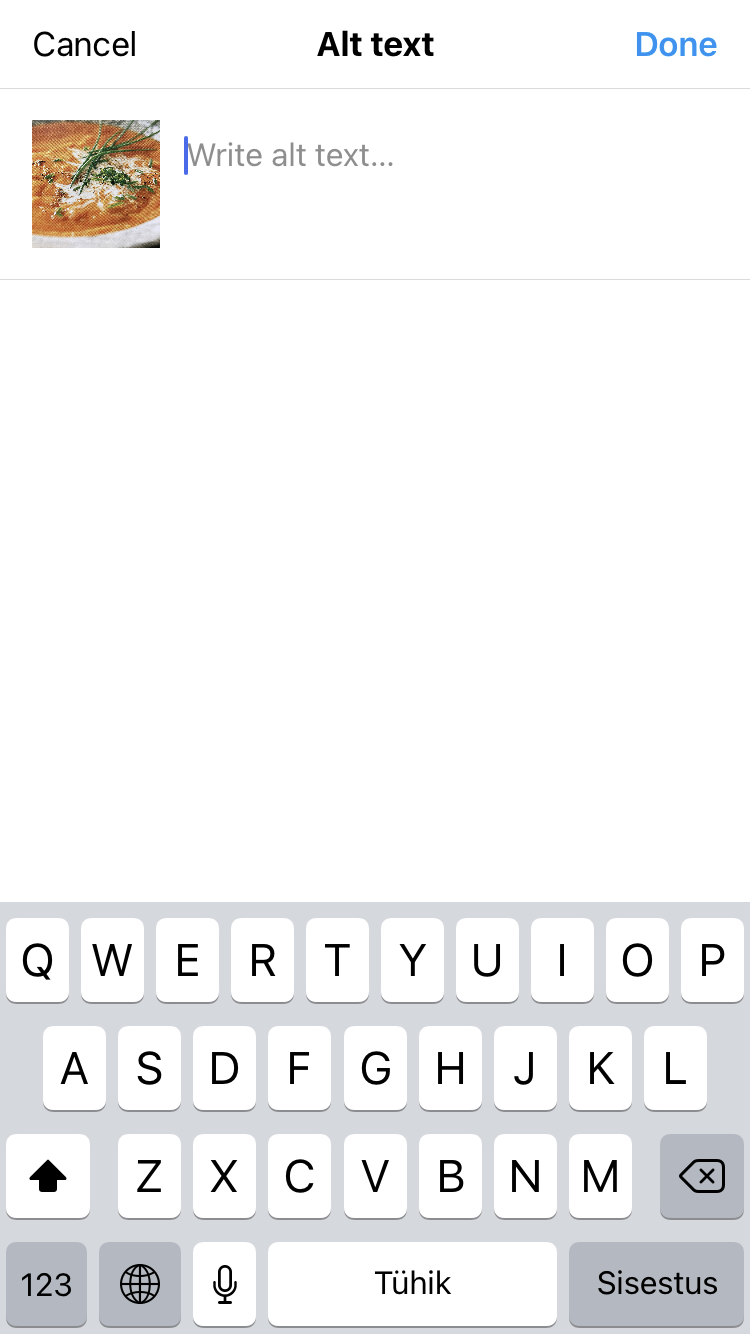 Cancel Alt text Done
Write alt text...
Q W E R T Y U I O P
A S D F G H J K L
Z X C V B N M
123 Tühik Sisestus